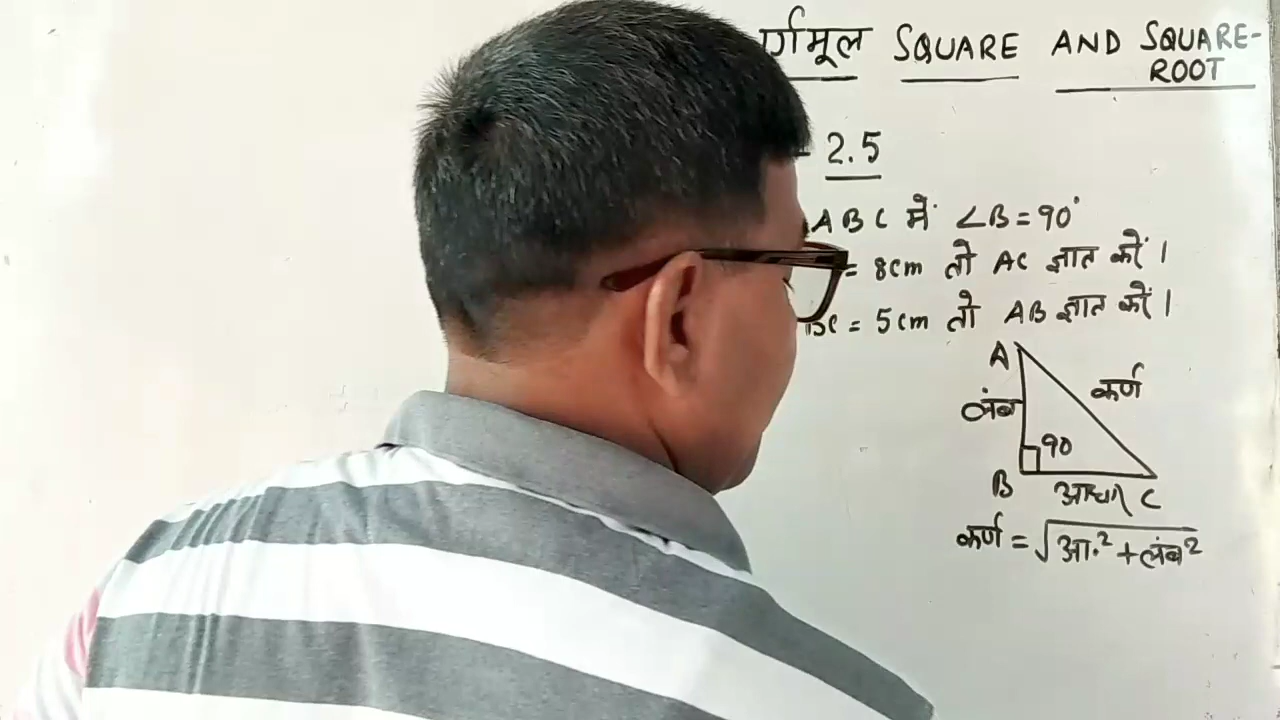 र्गमूल SQUARE AND SQUARE-
ROOT
2.5
ABC में ∠B = 90°
= 8cm तो AC ज्ञात करें।
BC = 5cm तो AB ज्ञात करें।
A
लंब
कर्ण
90
B
आधार
C
कर्ण = √आ.² + लंब²